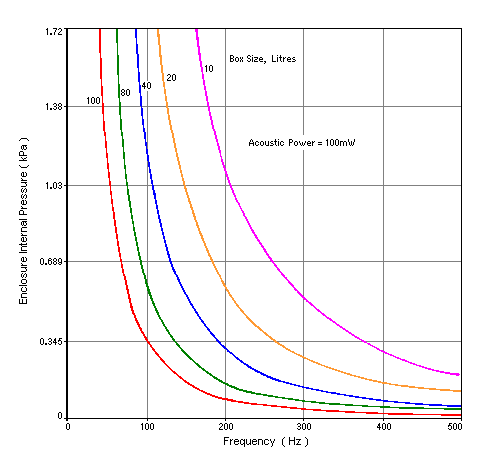 1.72
Box Size, Litres
10
20
40
80
100
1.38
Acoustic Power = 100mW
1.03
0.689
0.345
0
Enclosure Internal Pressure ( kPa )
0 100 200 300 400 500
Frequency ( Hz )